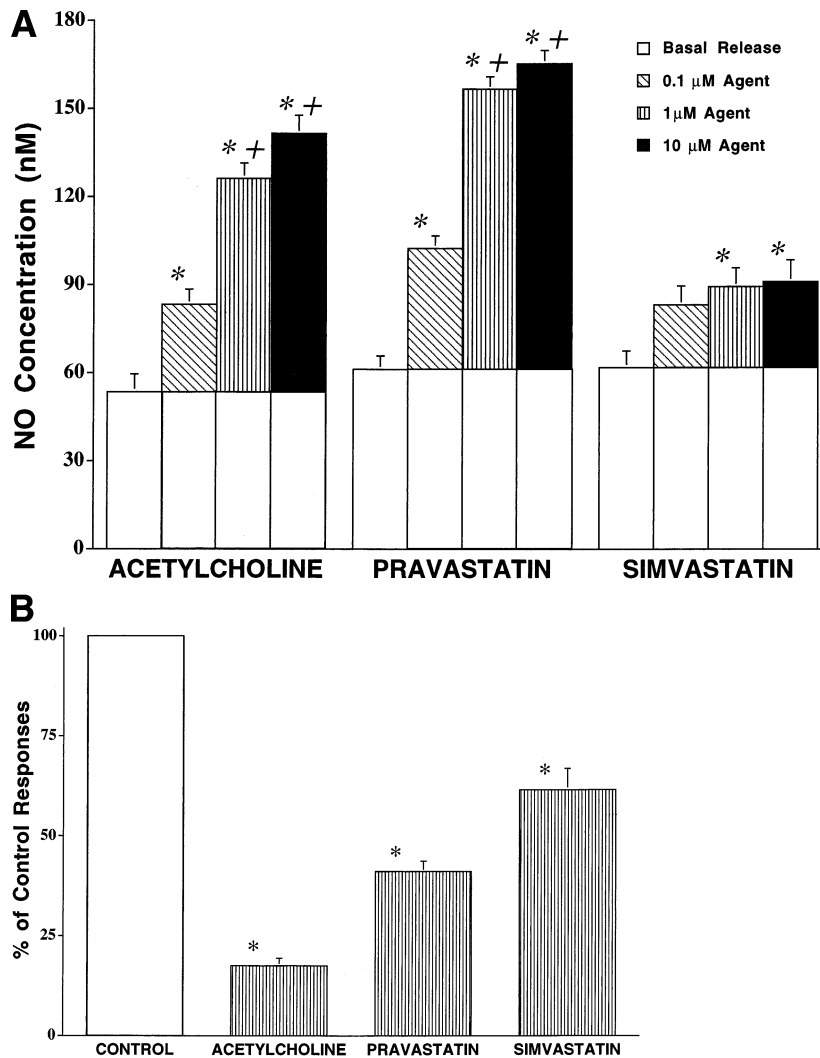 A
180
150
120
90
60
30
0
NO Concentration (nM)
Basal Release
0.1 μM Agent
1μM Agent
10 μM Agent
*
* +
* +
*
* +
* +
*
*
ACETYLCHOLINE PRAVASTATIN SIMVASTATIN
B
100
75
50
25
0
% of Control Responses
*
*
*
CONTROL ACETYLCHOLINE PRAVASTATIN SIMVASTATIN